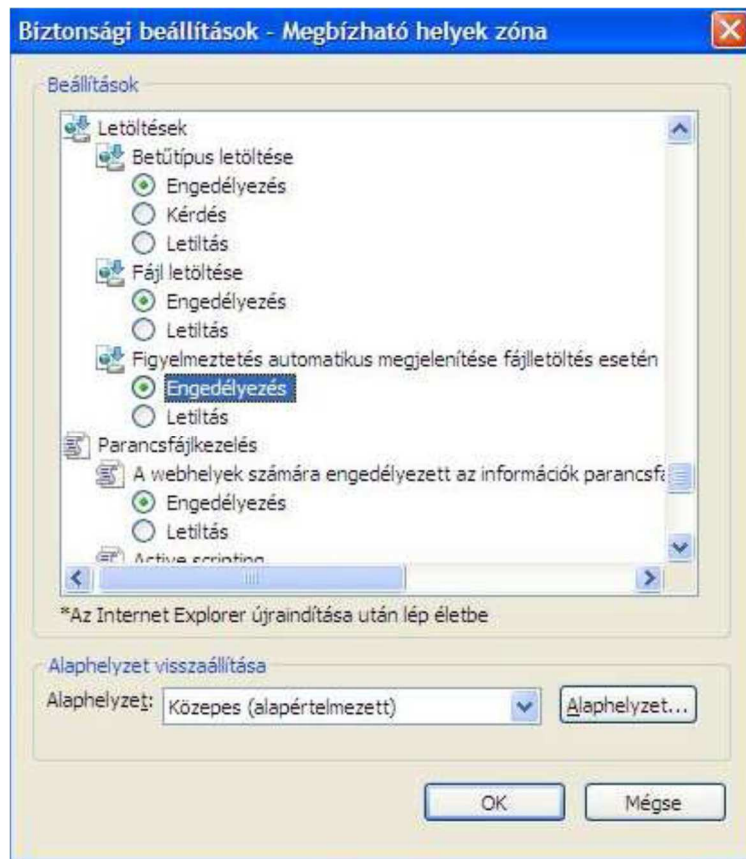 Biztonsági beállítások - Megbízható helyek zóna
Beállítások
Letöltések
Betűtípus letöltése
Engedélyezés
Kérdés
Letiltás
Fájl letöltése
Engedélyezés
Letiltás
Figyelmeztetés automatikus megjelenítése fájlletöltés esetén
Engedélyezés
Letiltás
Parancsfájlkezelés
A webhelyek számára engedélyezett az információk parancsfá
Engedélyezés
Letiltás
Active scripting
*Az Internet Explorer újraindítása után lép életbe
Alaphelyzet visszaállítása
Alaphelyzet: Közepes (alapértelmezett) Alaphelyzet...
OK Mégse